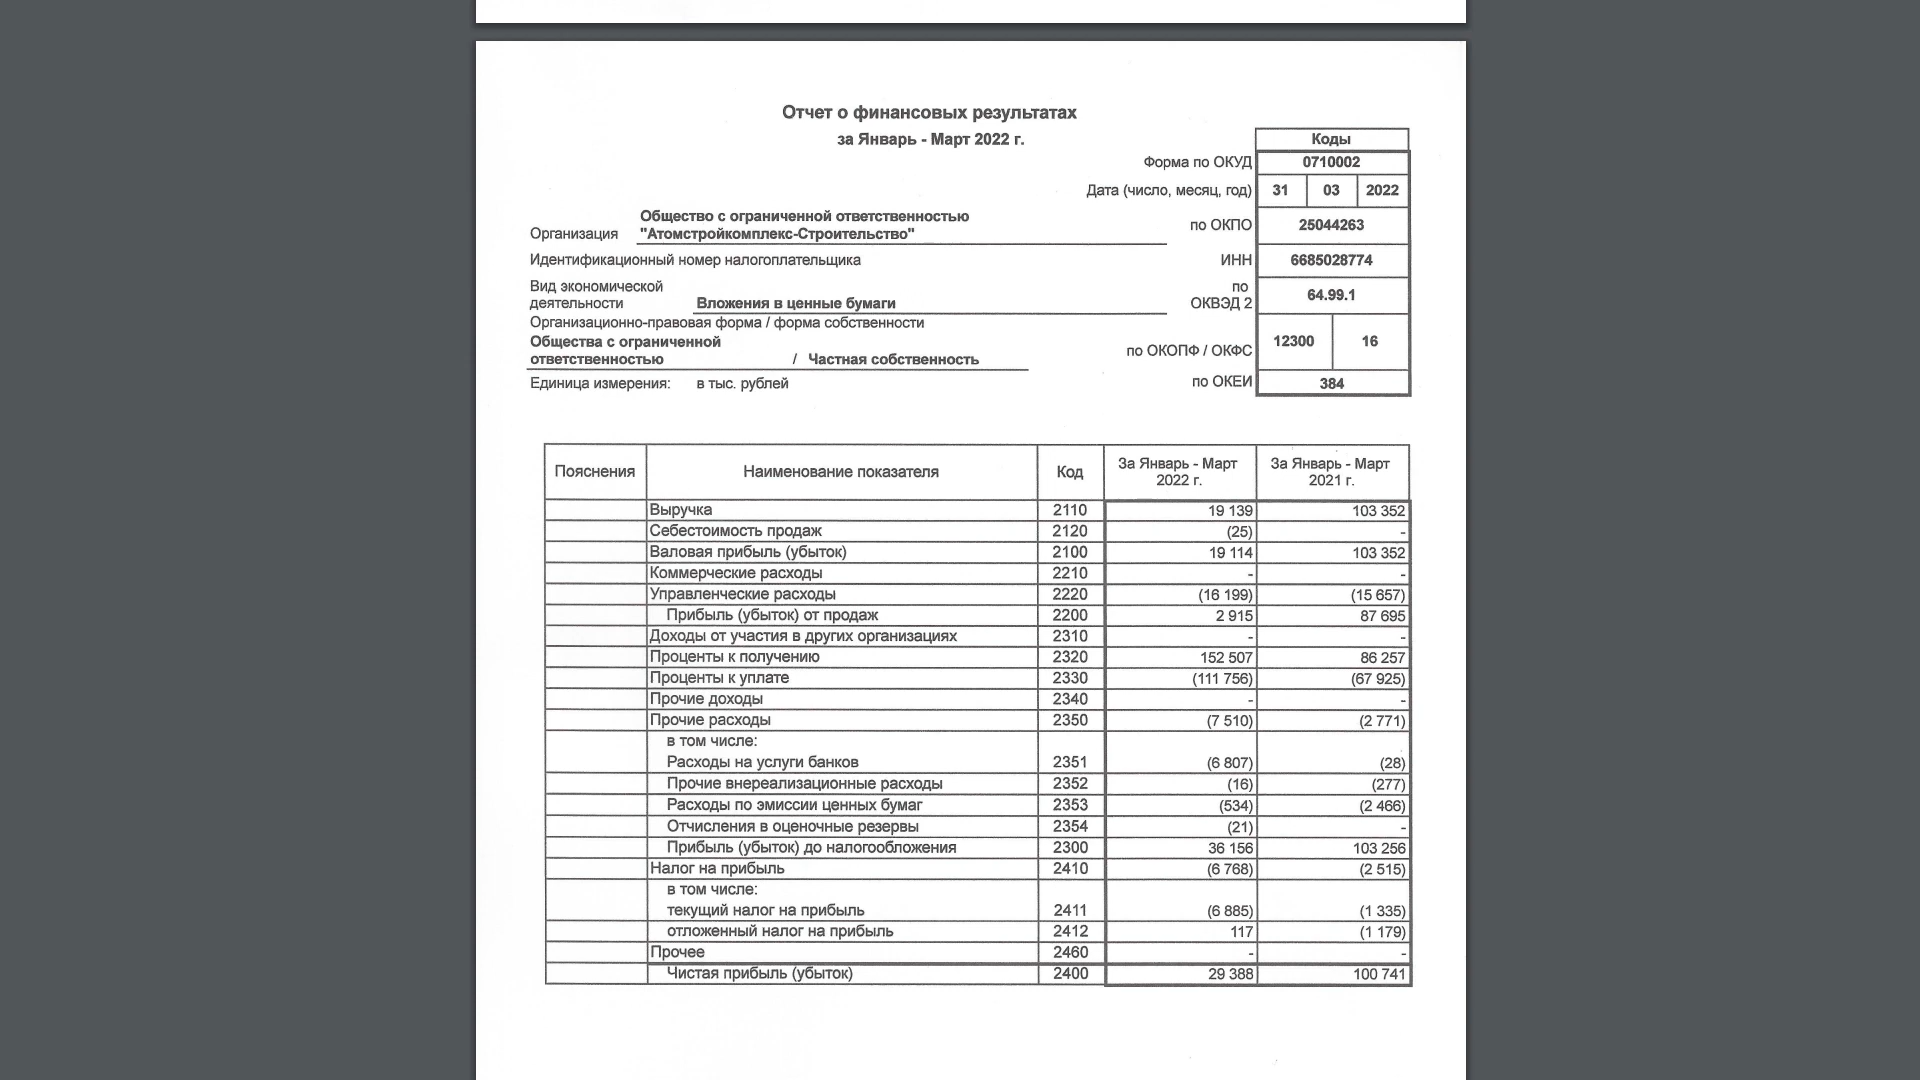 Отчет о финансовых результатах
за Январь - Март 2022 г.
Коды
Форма по ОКУД 0710002
Дата (число, месяц, год) 31 03 2022
Общество с ограниченной ответственностью
Организация "Атомстройкомплекс-Строительство" по ОКПО 25044263
Идентификационный номер налогоплательщика ИНН 6685028774
Вид экономической по
деятельности Вложения в ценные бумаги ОКВЭД 2 64.99.1
Организационно-правовая форма / форма собственности
Общества с ограниченной
ответственностью / Частная собственность по ОКОПФ / ОКФС 12300 16
Единица измерения: в тыс. рублей по ОКЕИ 384
Пояснения Наименование показателя Код За Январь - Март 2022 г. За Январь - Март 2021 г.
Выручка 2110 19 139 103 352
Себестоимость продаж 2120 (25) -
Валовая прибыль (убыток) 2100 19 114 103 352
Коммерческие расходы 2210 - -
Управленческие расходы 2220 (16 199) (15 657)
Прибыль (убыток) от продаж 2200 2 915 87 695
Доходы от участия в других организациях 2310 - -
Проценты к получению 2320 152 507 86 257
Проценты к уплате 2330 (111 756) (67 925)
Прочие доходы 2340 - -
Прочие расходы 2350 (7 510) (2 771)
в том числе:
Расходы на услуги банков 2351 (6 807) (28)
Прочие внереализационные расходы 2352 (16) (277)
Расходы по эмиссии ценных бумаг 2353 (534) (2 466)
Отчисления в оценочные резервы 2354 (21) -
Прибыль (убыток) до налогообложения 2300 36 156 103 256
Налог на прибыль 2410 (6 768) (2 515)
в том числе:
текущий налог на прибыль 2411 (6 885) (1 335)
отложенный налог на прибыль 2412 117 (1 179)
Прочее 2460 - -
Чистая прибыль (убыток) 2400 29 388 100 741